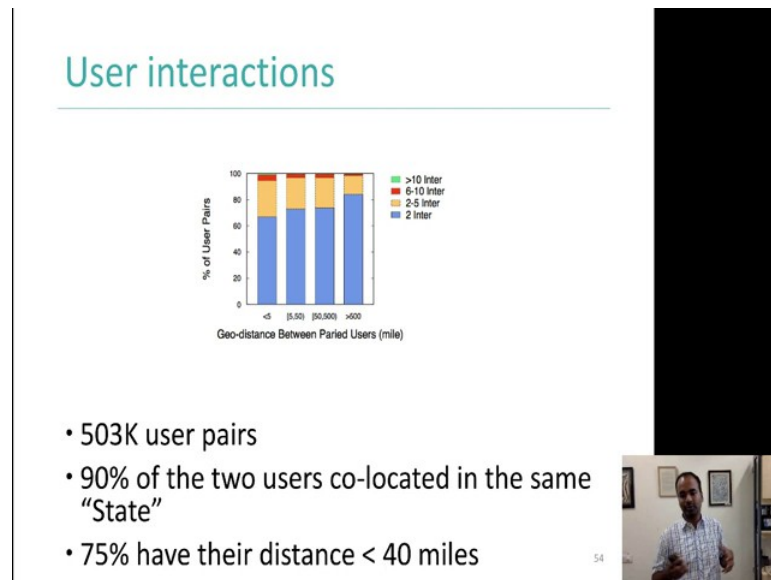 User interactions
100
80
60
40
20
0
% of User Pairs
<5 [5,50) [50,500) >500
Geo-distance Between Paried Users (mile)
>10 Inter
6-10 Inter
2-5 Inter
2 Inter
• 503K user pairs
• 90% of the two users co-located in the same
“State”
• 75% have their distance < 40 miles
54